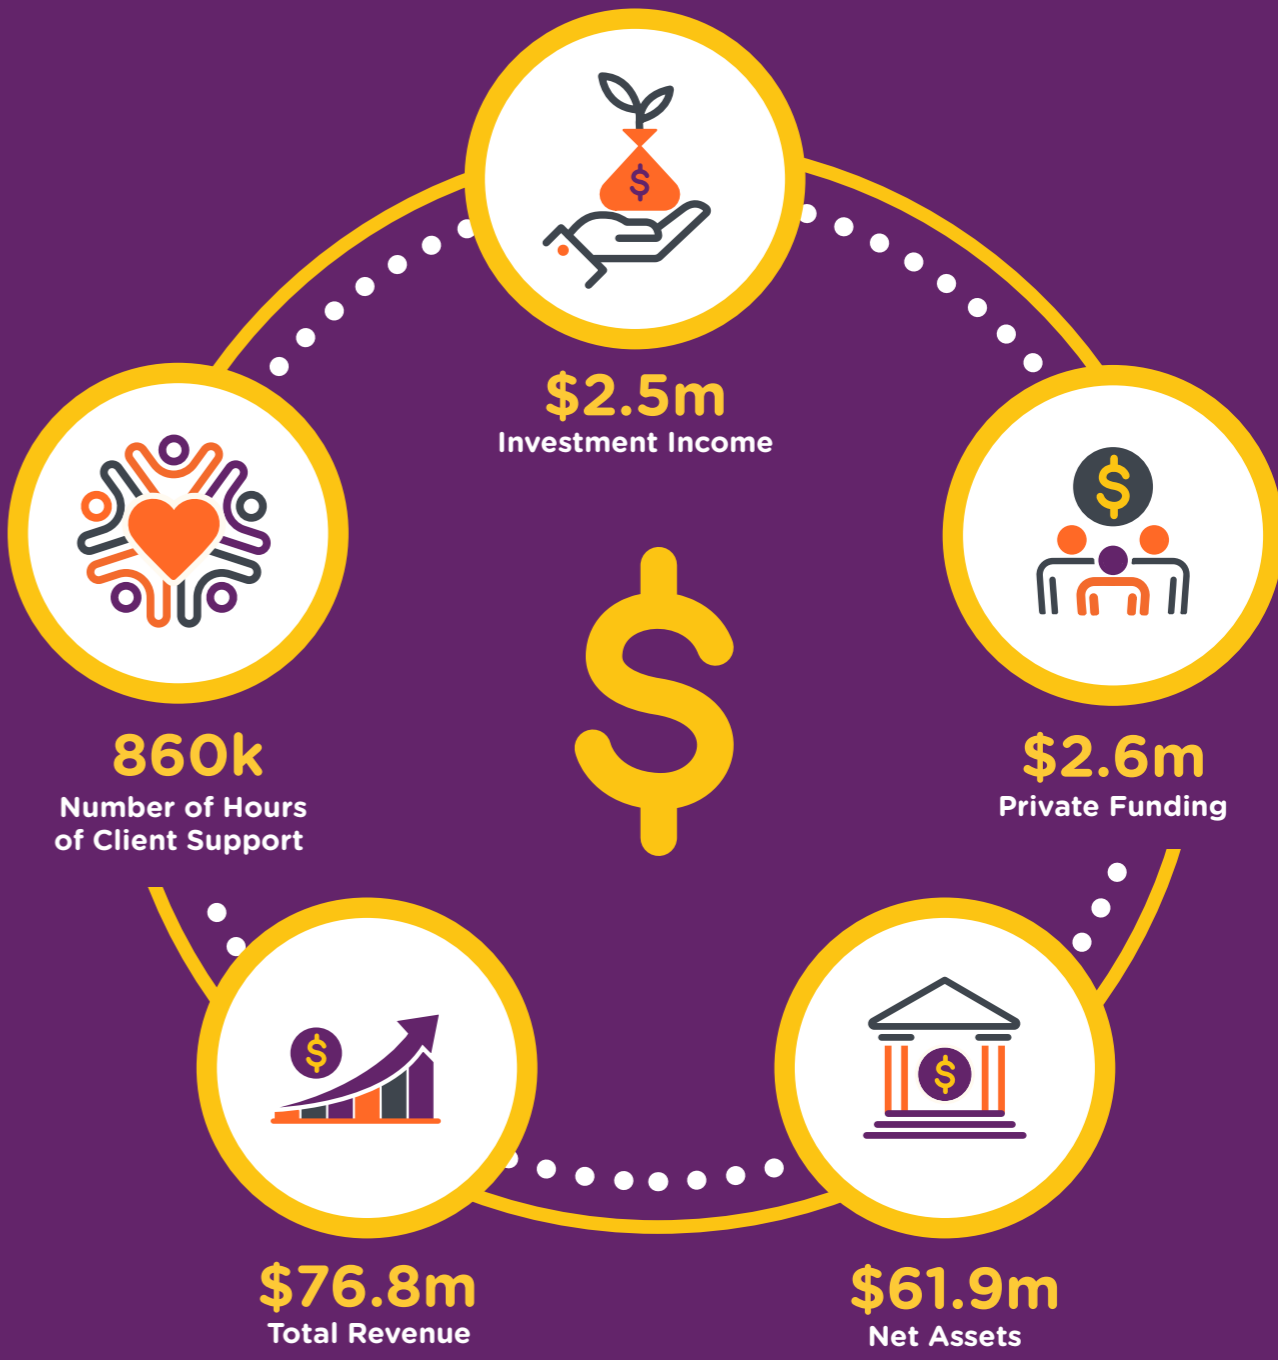 $2.5m
Investment Income
860k
Number of Hours
of Client Support
$
$2.6m
Private Funding
$76.8m
Total Revenue
$61.9m
Net Assets